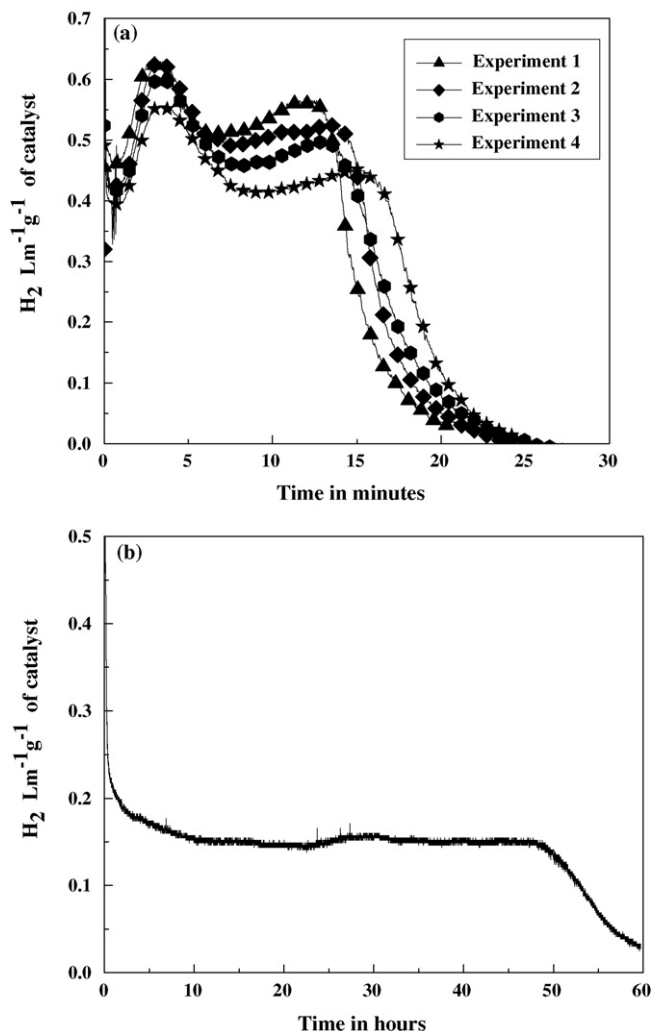 (a)
H2 Lm-1g-1 of catalyst
0.7
0.6
0.5
0.4
0.3
0.2
0.1
0.0
Experiment 1
Experiment 2
Experiment 3
Experiment 4
0 5 10 15 20 25 30
Time in minutes
(b)
H2 Lm-1g-1 of catalyst
0.5
0.4
0.3
0.2
0.1
0.0
0 10 20 30 40 50 60
Time in hours